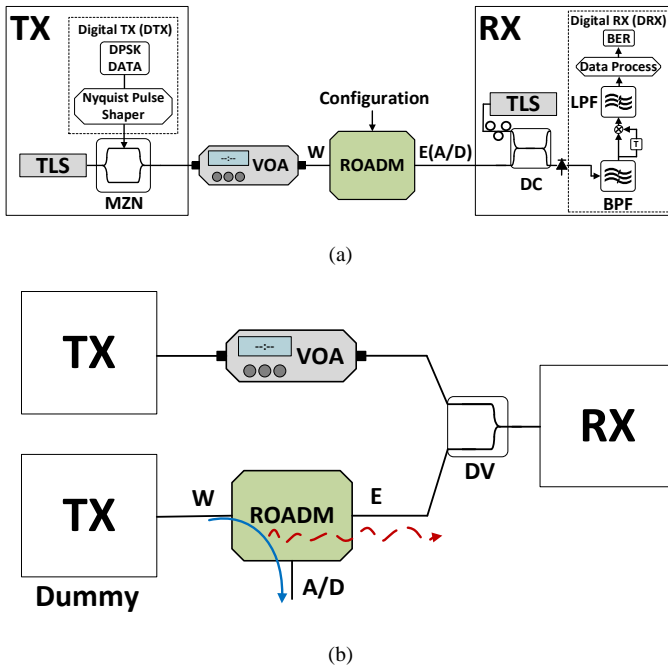 TX
Digital TX (DTX)
DPSK
DATA
Nyquist Pulse
Shaper
TLS
MZN
--:--
VOA
W
Configuration
ROADM
E(A/D)
RX
Digital RX (DRX)
BER
Data Process
TLS
LPF
T
DC
BPF
(a)
TX
--:--
VOA
RX
DV
TX
W
ROADM
E
A/D
Dummy
(b)